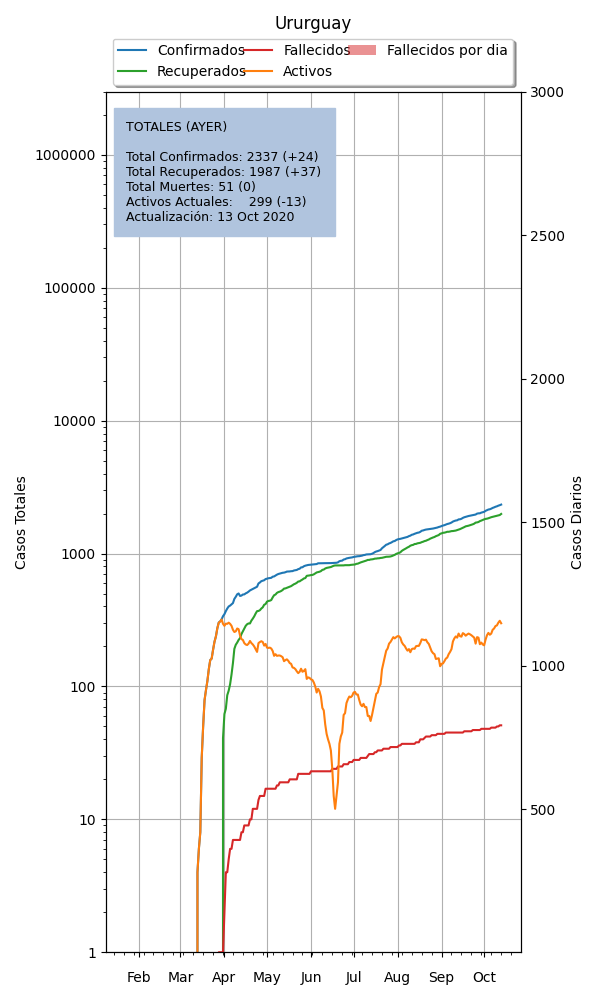 Ururguay
Confirmados
Fallecidos
Fallecidos por dia
Recuperados
Activos
TOTALES (AYER)
Total Confirmados: 2337 (+24)
Total Recuperados: 1987 (+37)
Total Muertes: 51 (0)
Activos Actuales: 299 (-13)
Actualización: 13 Oct 2020
Casos Totales
1000000
100000
10000
1000
100
10
1
3000
2500
2000
1500
1000
500
Casos Diarios
Feb Mar Apr May Jun Jul Aug Sep Oct